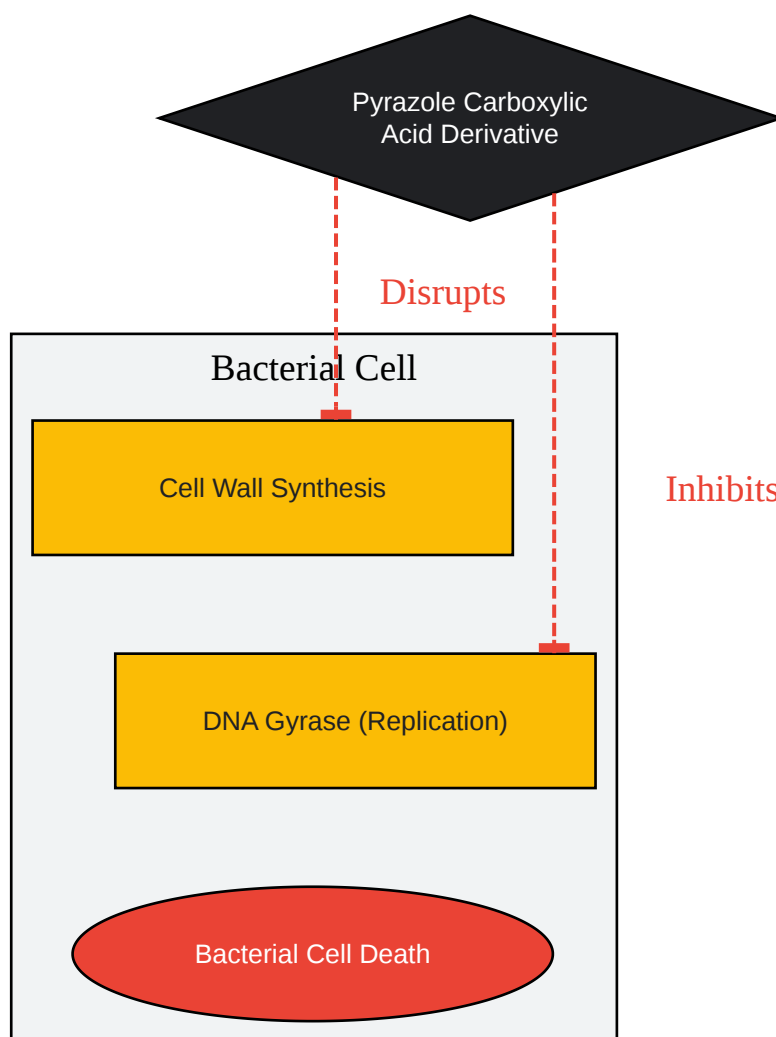 Pyrazole Carboxylic
Acid Derivative
Disrupts
Bacterial Cell
Cell Wall Synthesis
Inhibits
DNA Gyrase (Replication)
Bacterial Cell Death